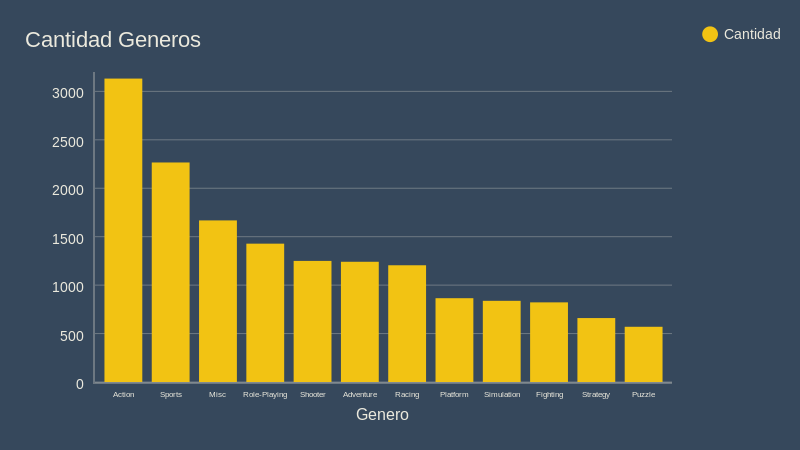 Cantidad Generos
Cantidad
3000
2500
2000
1500
1000
500
0
Action Sports Misc Role-Playing Shooter Adventure Racing Platform Simulation Fighting Strategy Puzzle
Genero